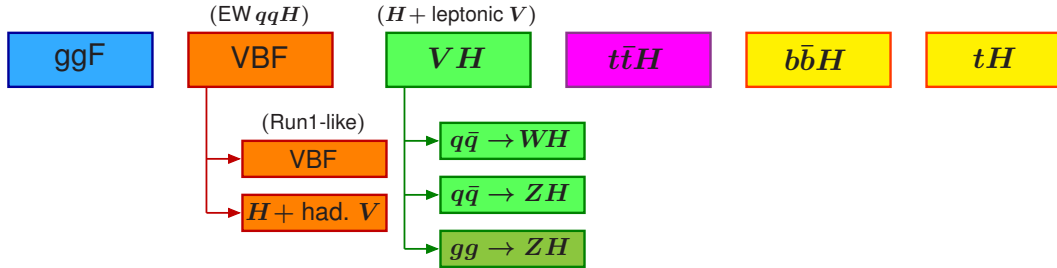 (EW qqH) (H + leptonic V)
ggF VBF VH tt̄H bb̄H tH
(Run1-like)
VBF
H + had. V
qq̄ → WH
qq̄ → ZH
gg → ZH